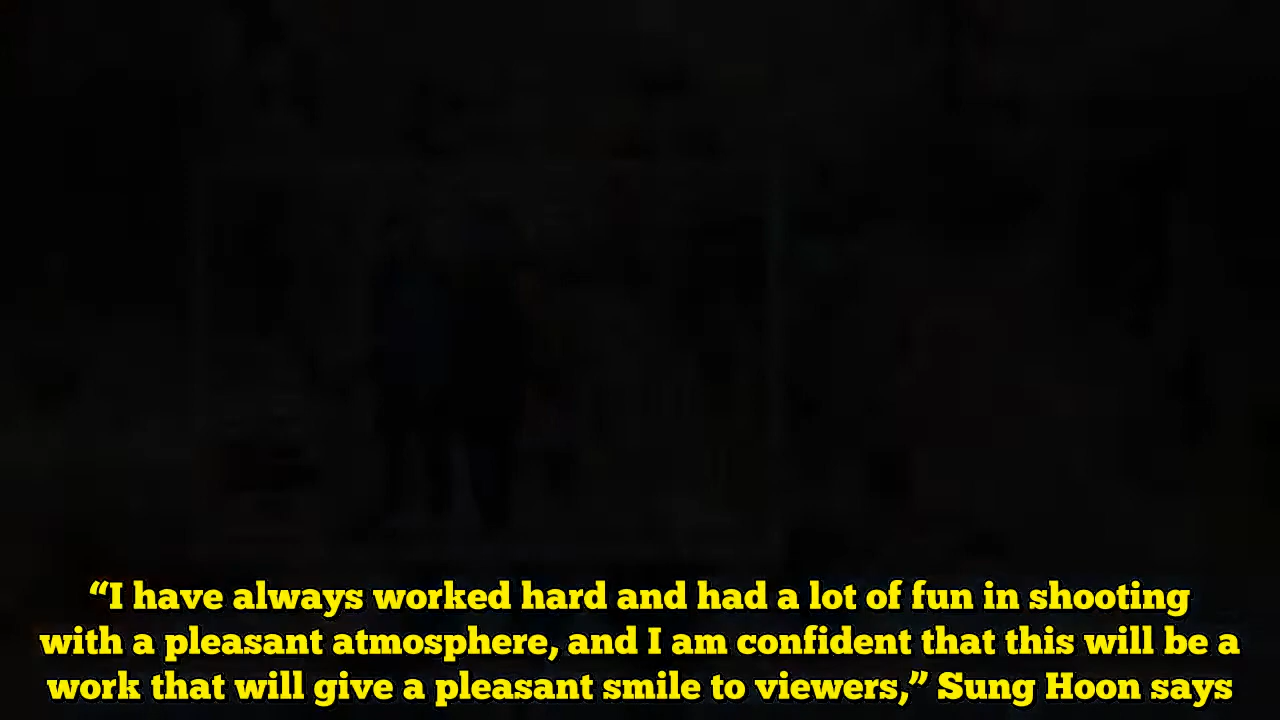 “I have always worked hard and had a lot of fun in shooting
with a pleasant atmosphere, and I am confident that this will be a
work that will give a pleasant smile to viewers,” Sung Hoon says